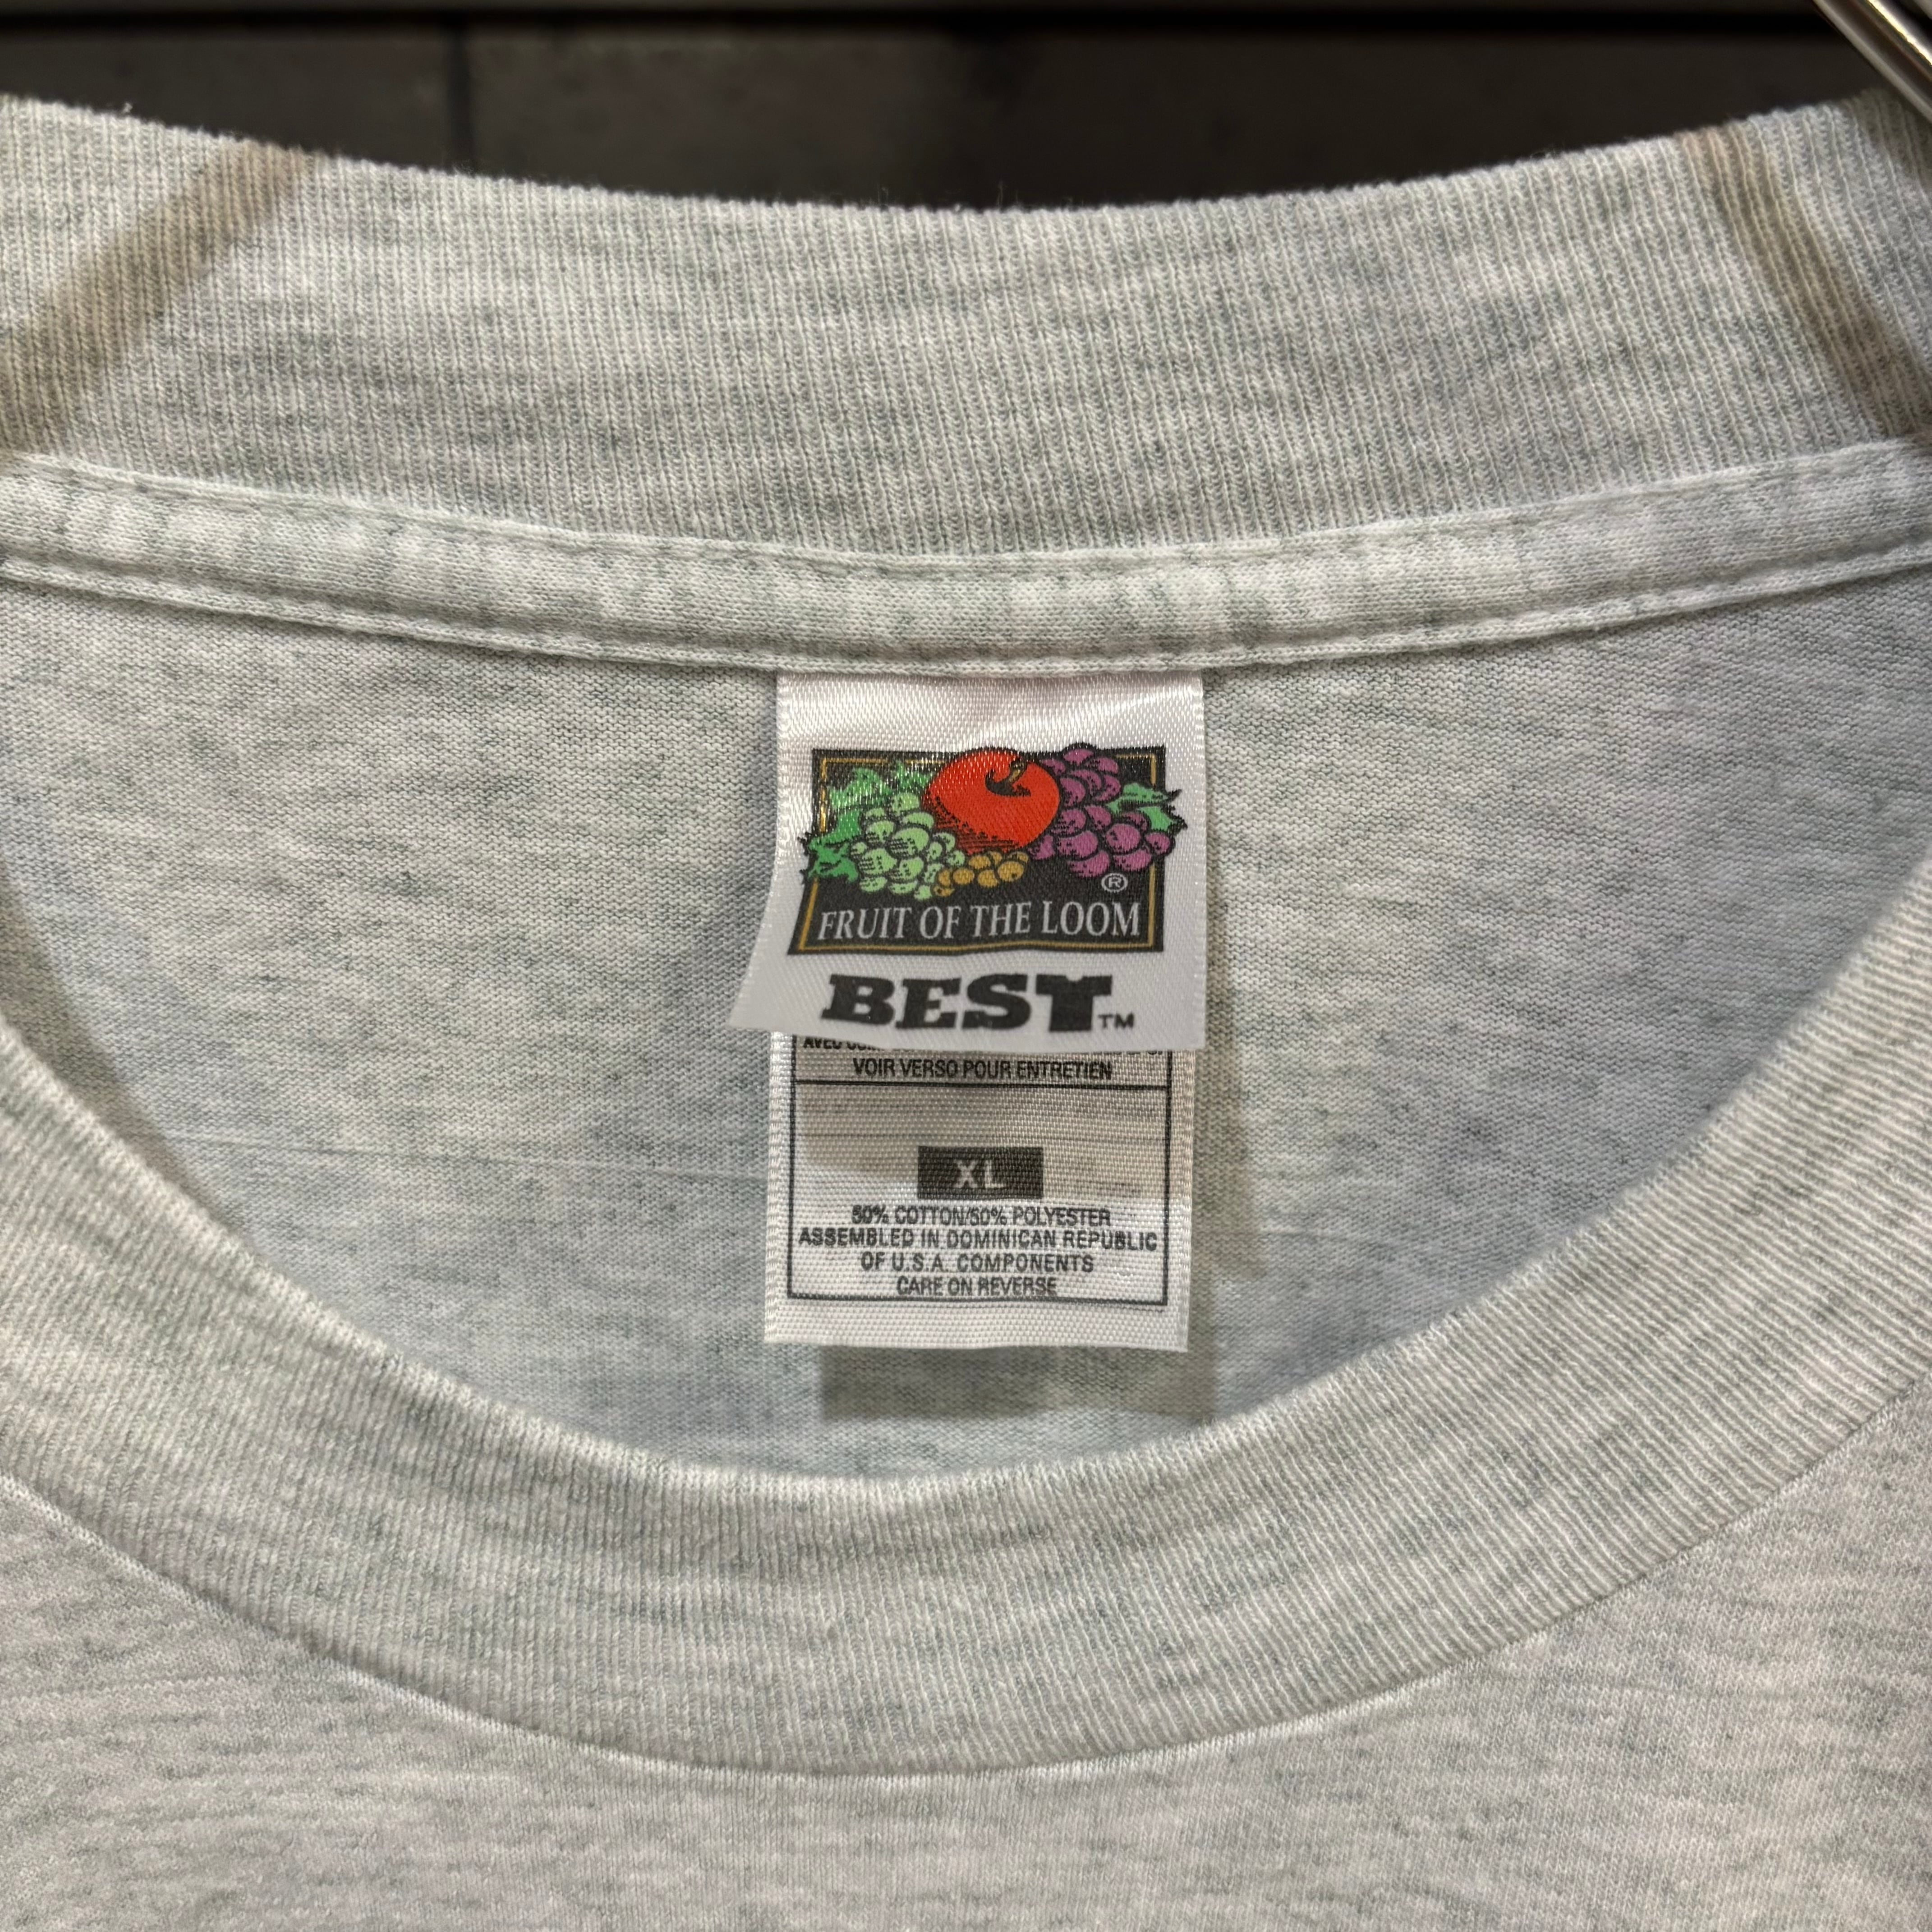 ®
FRUIT OF THE LOOM
BEST™
VOIR VERSO POUR ENTRETIEN
XL
50% COTTON/50% POLYESTER
ASSEMBLED IN DOMINICAN REPUBLIC
OF U.S.A. COMPONENTS
CARE ON REVERSE